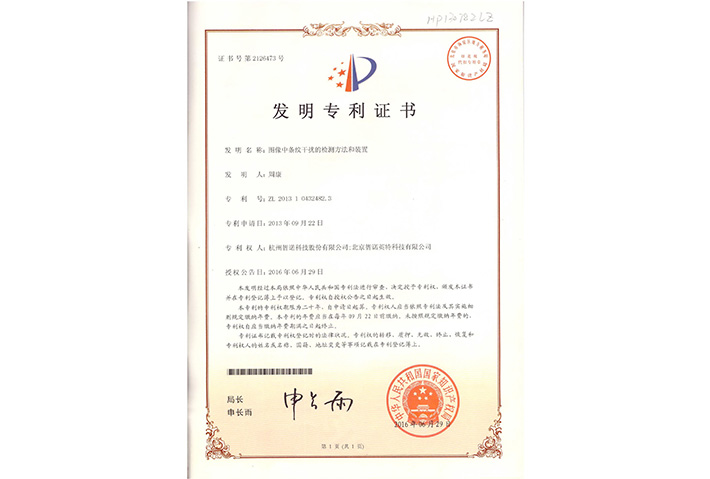 证书号第2126473号
发明专利证书
发 明 名 称：图像中条纹干扰的检测方法和装置
发 明 人：周康
专 利 号：ZL 2013 1 0432482.3
专利申请日：2013年09月22日
专 利 权 人：杭州智诺科技股份有限公司;北京智诺英特科技有限公司
授权公告日：2016年06月29日
本发明经过本局依照中华人民共和国专利法进行审查，决定授予专利权，颁发本证书
并在专利登记簿上予以登记。专利权自授权公告之日起生效。
本专利的专利权期限为二十年，自申请日起算。专利权人应当依照专利法及其实施细
则规定缴纳年费。本专利的年费应当在每年09月22日前缴纳。未按照规定缴纳年费的，
专利权自应当缴纳年费期满之日起终止。
专利证书记载专利权登记时的法律状况。专利权的转移、质押、无效、终止、恢复和
专利权人的姓名或名称、国籍、地址变更等事项记载在专利登记簿上。
局长
申长雨
申长雨
中华人民共和国国家知识产权局
2016年06月29日
第 1 页 (共 1 页)